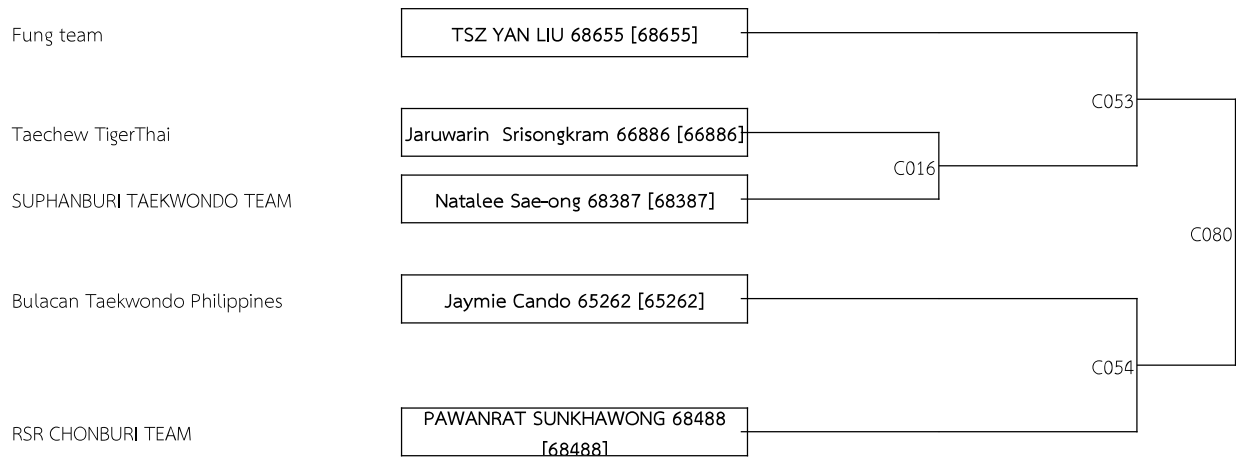 Fung team
TSZ YAN LIU 68655 [68655]
C053
Taechew TigerThai
Jaruwarin  Srisongkram 66886 [66886]
C016
SUPHANBURI TAEKWONDO TEAM
Natalee Sae-ong 68387 [68387]
C080
Bulacan Taekwondo Philippines
Jaymie Cando 65262 [65262]
C054
RSR CHONBURI TEAM
PAWANRAT SUNKHAWONG 68488
[68488]